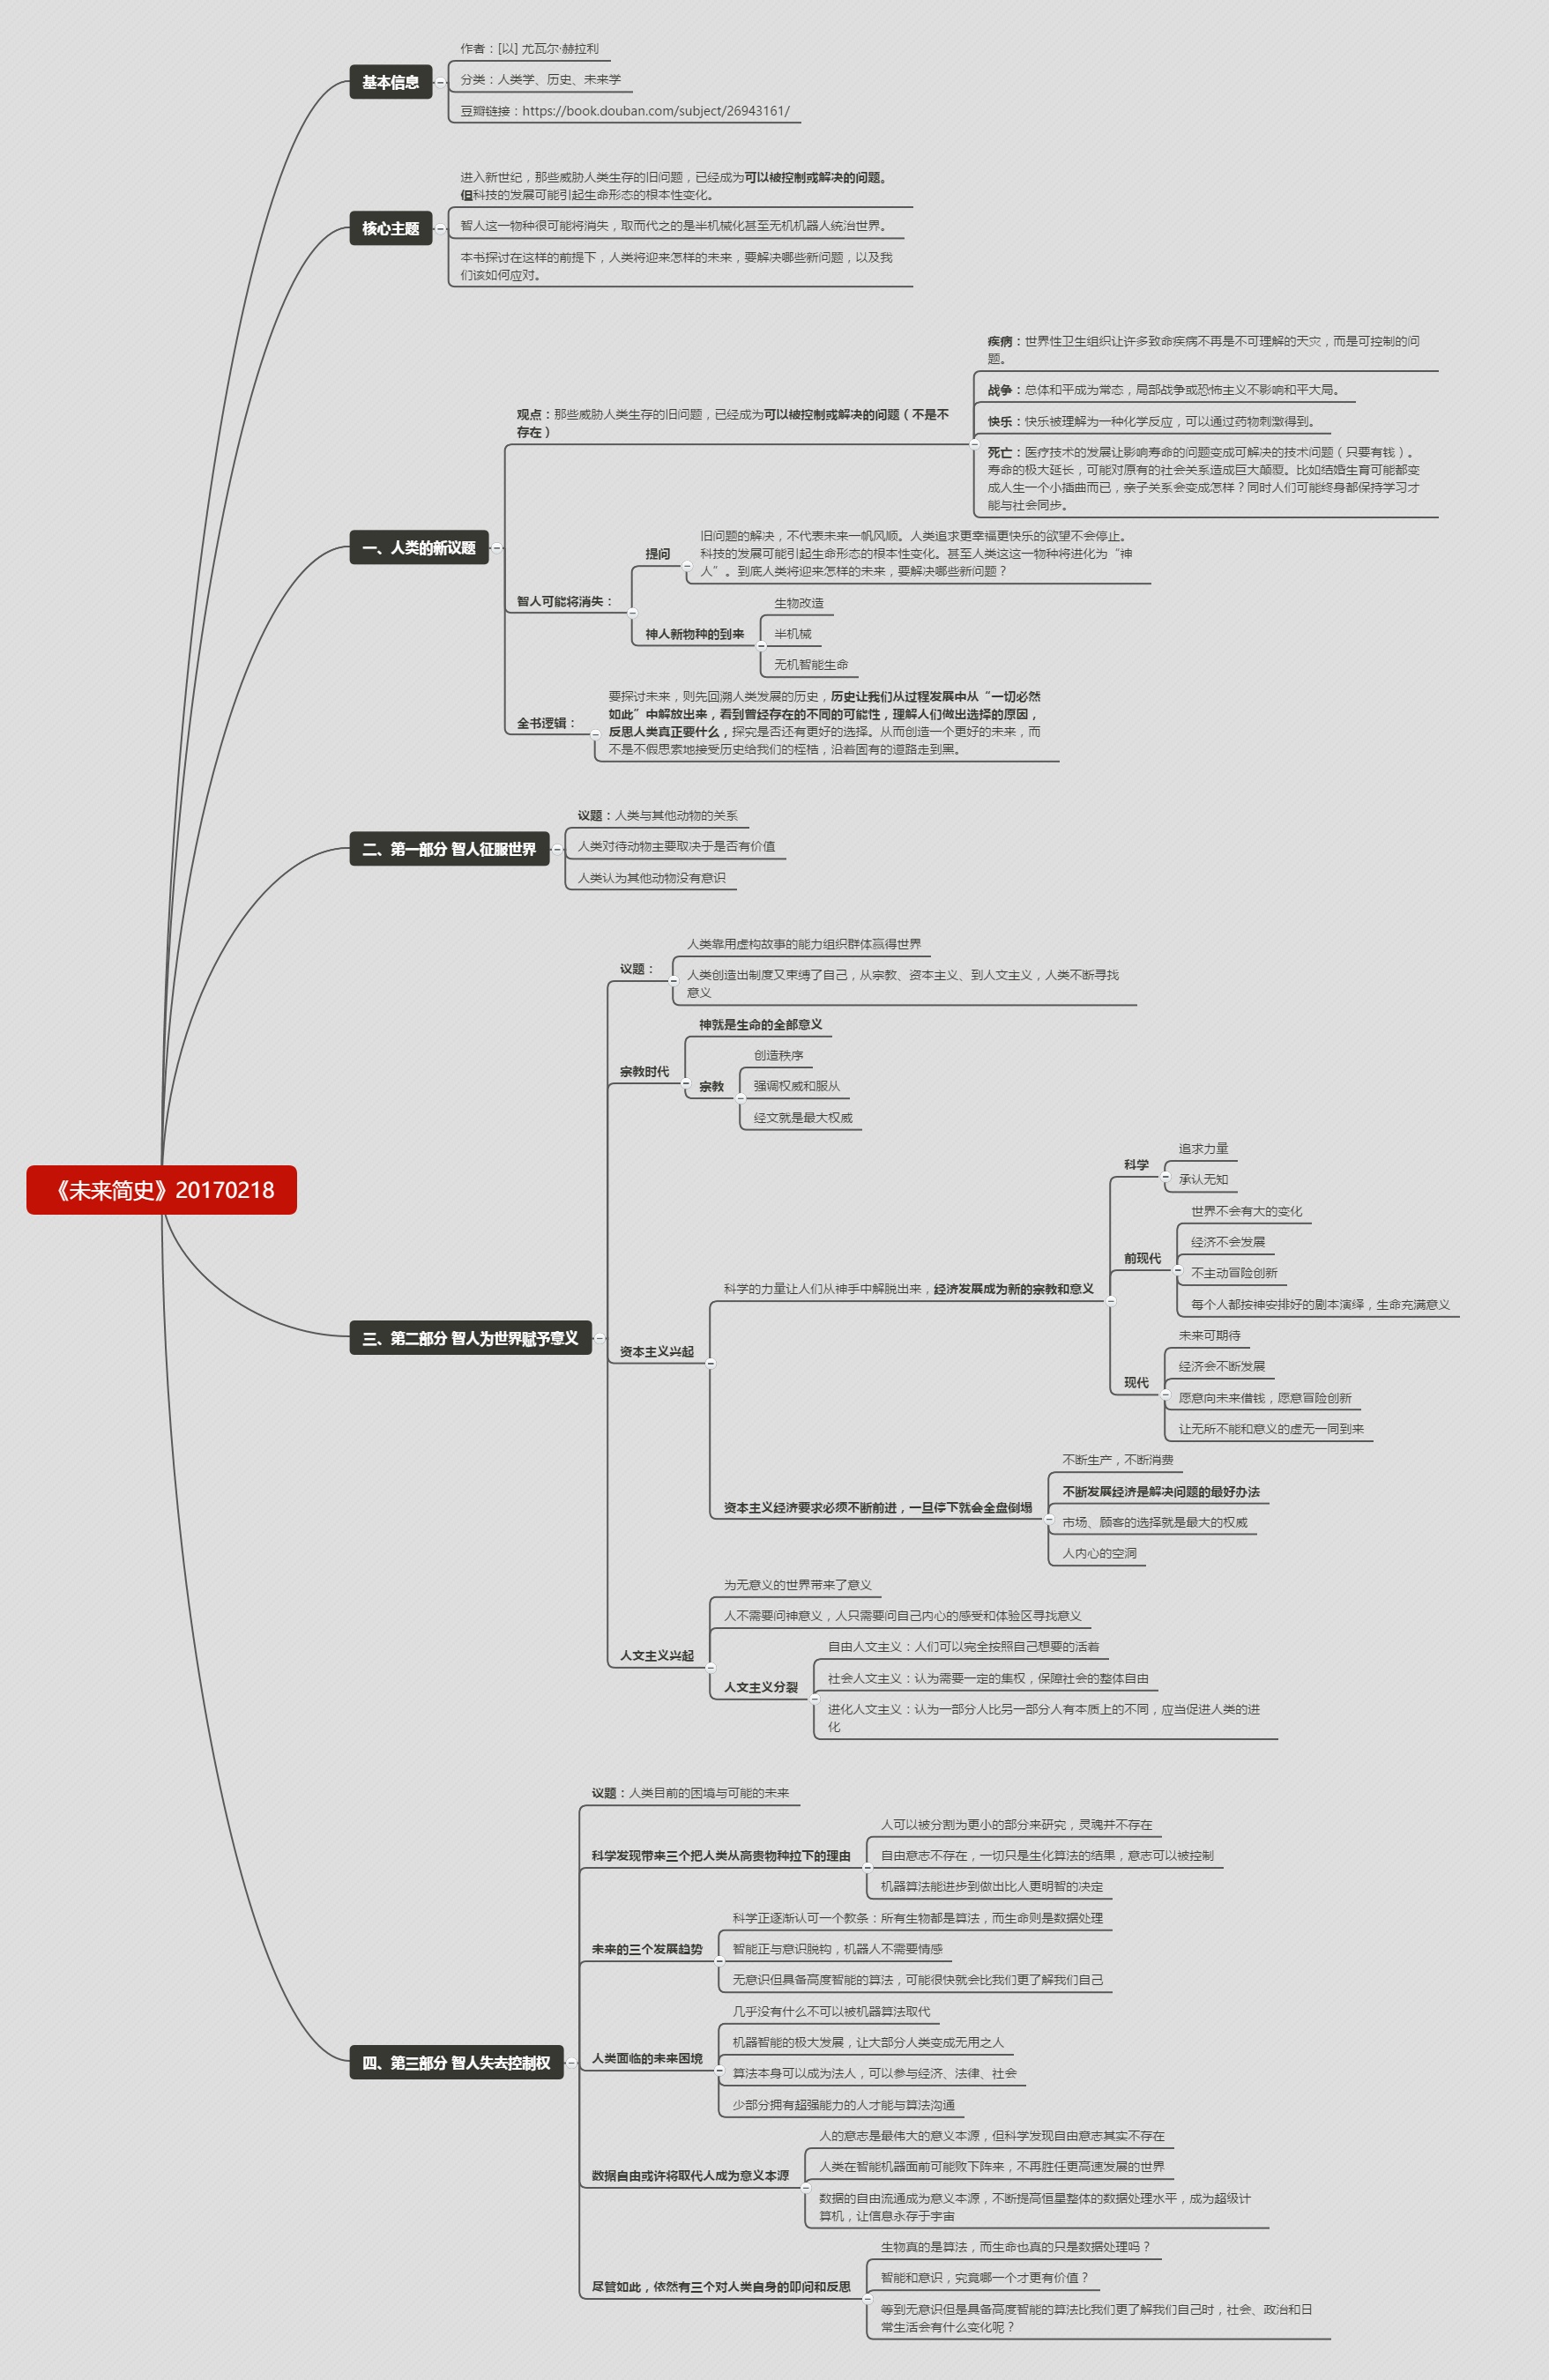 《未来简史》20170218
基本信息
作者：[以] 尤瓦尔·赫拉利
分类：人类学、历史、未来学
豆瓣链接：https://book.douban.com/subject/26943161/
核心主题
进入新世纪，那些威胁人类生存的旧问题，已经成为可以被控制或解决的问题。
但科技的发展可能引起生命形态的根本性变化。
智人这一物种很可能将消失，取而代之的是半机械化甚至无机机器人统治世界。
本书探讨在这样的前提下，人类将迎来怎样的未来，要解决哪些新问题，以及我
们该如何应对。
一、人类的新议题
观点：那些威胁人类生存的旧问题，已经成为可以被控制或解决的问题（不是不
存在）
疾病：世界性卫生组织让许多致命疾病不再是不可理解的天灾，而是可控制的问
题。
战争：总体和平成为常态，局部战争或恐怖主义不影响和平大局。
快乐：快乐被理解为一种化学反应，可以通过药物刺激得到。
死亡：医疗技术的发展让影响寿命的问题变成可解决的技术问题（只要有钱）。
寿命的极大延长，可能对原有的社会关系造成巨大颠覆。比如结婚生育可能都变
成人生一个小插曲而已，亲子关系会变成怎样？同时人们可能终身都保持学习才
能与社会同步。
智人可能将消失：
提问
旧问题的解决，不代表未来一帆风顺。人类追求更幸福更快乐的欲望不会停止。
科技的发展可能引起生命形态的根本性变化。甚至人类这这一物种将进化为“神
人”。到底人类将迎来怎样的未来，要解决哪些新问题？
神人新物种的到来
生物改造
半机械
无机智能生命
全书逻辑：
要探讨未来，则先回溯人类发展的历史，历史让我们从过程发展中从“一切必然
如此”中解放出来，看到曾经存在的不同的可能性，理解人们做出选择的原因，
反思人类真正要什么，探究是否还有更好的选择。从而创造一个更好的未来，而
不是不假思索地接受历史给我们的桎梏，沿着固有的道路走到黑。
二、第一部分 智人征服世界
议题：人类与其他动物的关系
人类对待动物主要取决于是否有价值
人类认为其他动物没有意识
三、第二部分 智人为世界赋予意义
议题：
人类靠用虚构故事的能力组织群体赢得世界
人类创造出制度又束缚了自己，从宗教、资本主义、到人文主义，人类不断寻找
意义
宗教时代
神就是生命的全部意义
宗教
创造秩序
强调权威和服从
经文就是最大权威
资本主义兴起
科学的力量让人们从神手中解脱出来，经济发展成为新的宗教和意义
科学
追求力量
承认无知
前现代
世界不会有大的变化
经济不会发展
不主动冒险创新
每个人都按神安排好的剧本演绎，生命充满意义
现代
未来可期待
经济会不断发展
愿意向未来借钱，愿意冒险创新
让无所不能和意义的虚无一同到来
资本主义经济要求必须不断前进，一旦停下就会全盘倒塌
不断生产，不断消费
不断发展经济是解决问题的最好办法
市场、顾客的选择就是最大的权威
人内心的空洞
人文主义兴起
为无意义的世界带来了意义
人不需要问神意义，人只需要问自己内心的感受和体验区寻找意义
人文主义分裂
自由人文主义：人们可以完全按照自己想要的活着
社会人文主义：认为需要一定的集权，保障社会的整体自由
进化人文主义：认为一部分人比另一部分人有本质上的不同，应当促进人类的进
化
四、第三部分 智人失去控制权
议题：人类目前的困境与可能的未来
科学发现带来三个把人类从高贵物种拉下的理由
人可以被分割为更小的部分来研究，灵魂并不存在
自由意志不存在，一切只是生化算法的结果，意志可以被控制
机器算法能进步到做出比人更明智的决定
未来的三个发展趋势
科学正逐渐认可一个教条：所有生物都是算法，而生命则是数据处理
智能正与意识脱钩，机器人不需要情感
无意识但具备高度智能的算法，可能很快就会比我们更了解我们自己
人类面临的未来困境
几乎没有什么不可以被机器算法取代
机器智能的极大发展，让大部分人类变成无用之人
算法本身可以成为法人，可以参与经济、法律、社会
少部分拥有超强能力的人才能与算法沟通
数据自由或许将取代人成为意义本源
人的意志是最伟大的意义本源，但科学发现自由意志其实不存在
人类在智能机器面前可能败下阵来，不再胜任更高速发展的世界
数据的自由流通成为意义本源，不断提高恒星整体的数据处理水平，成为超级计
算机，让信息永存于宇宙
尽管如此，依然有三个对人类自身的叩问和反思
生物真的是算法，而生命也真的只是数据处理吗？
智能和意识，究竟哪一个才更有价值？
等到无意识但是具备高度智能的算法比我们更了解我们自己时，社会、政治和日
常生活会有什么变化呢？